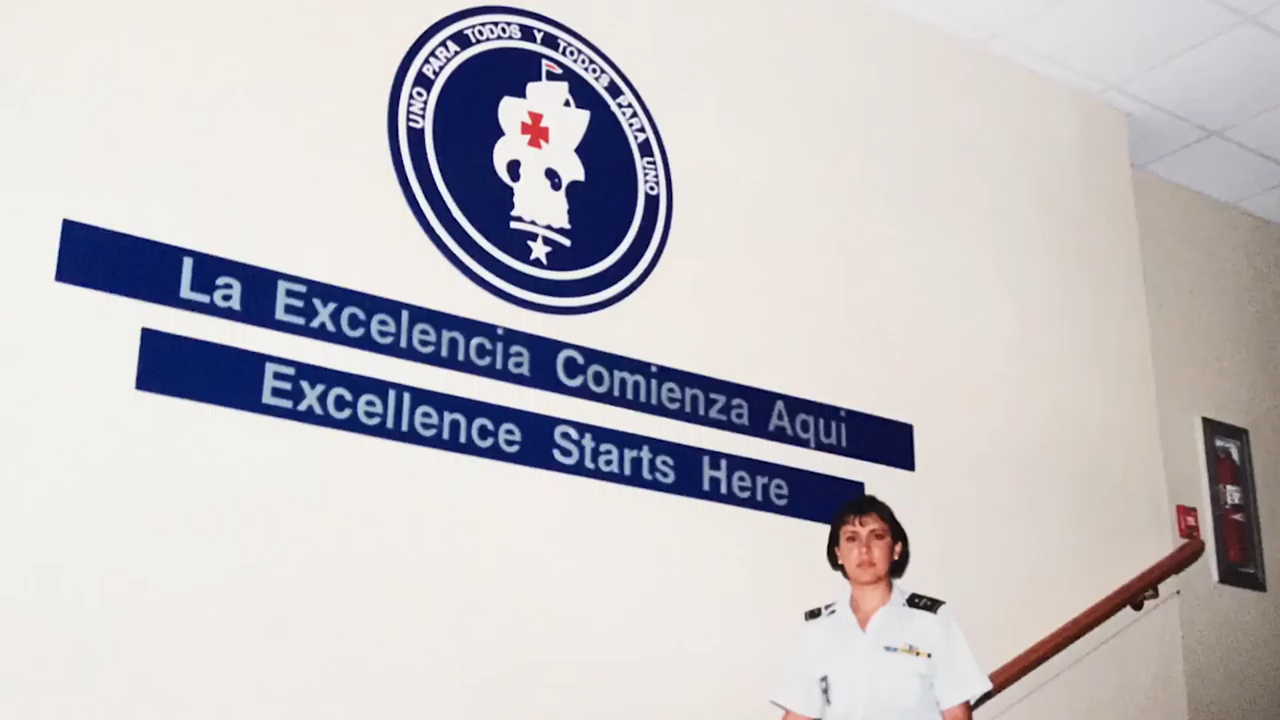 UNO PARA TODOS Y TODOS PARA UNO
La Excelencia Comienza Aqui
Excellence Starts Here